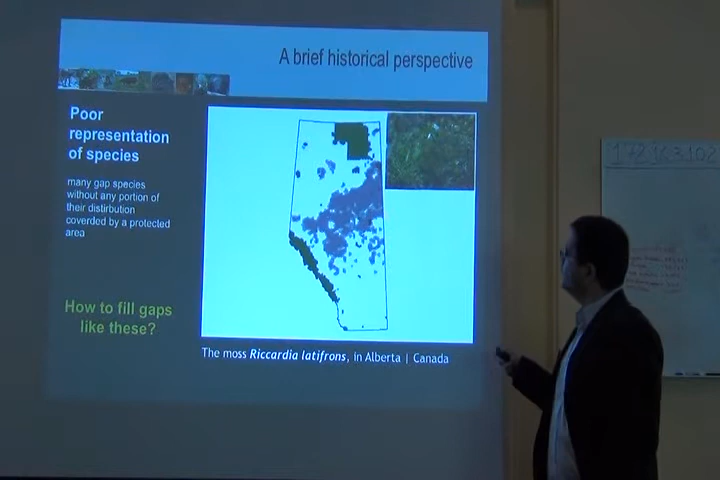 A brief historical perspective
Poor
representation
of species
many gap species
without any portion of
their distirbution
coverded by a protected
area
How to fill gaps
like these?
The moss Riccardia latifrons, in Alberta | Canada